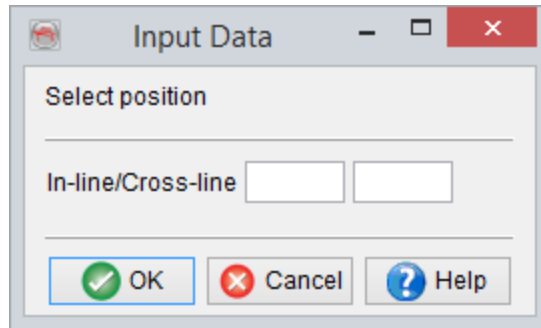 Input Data
Select position
In-line/Cross-line
OK Cancel Help